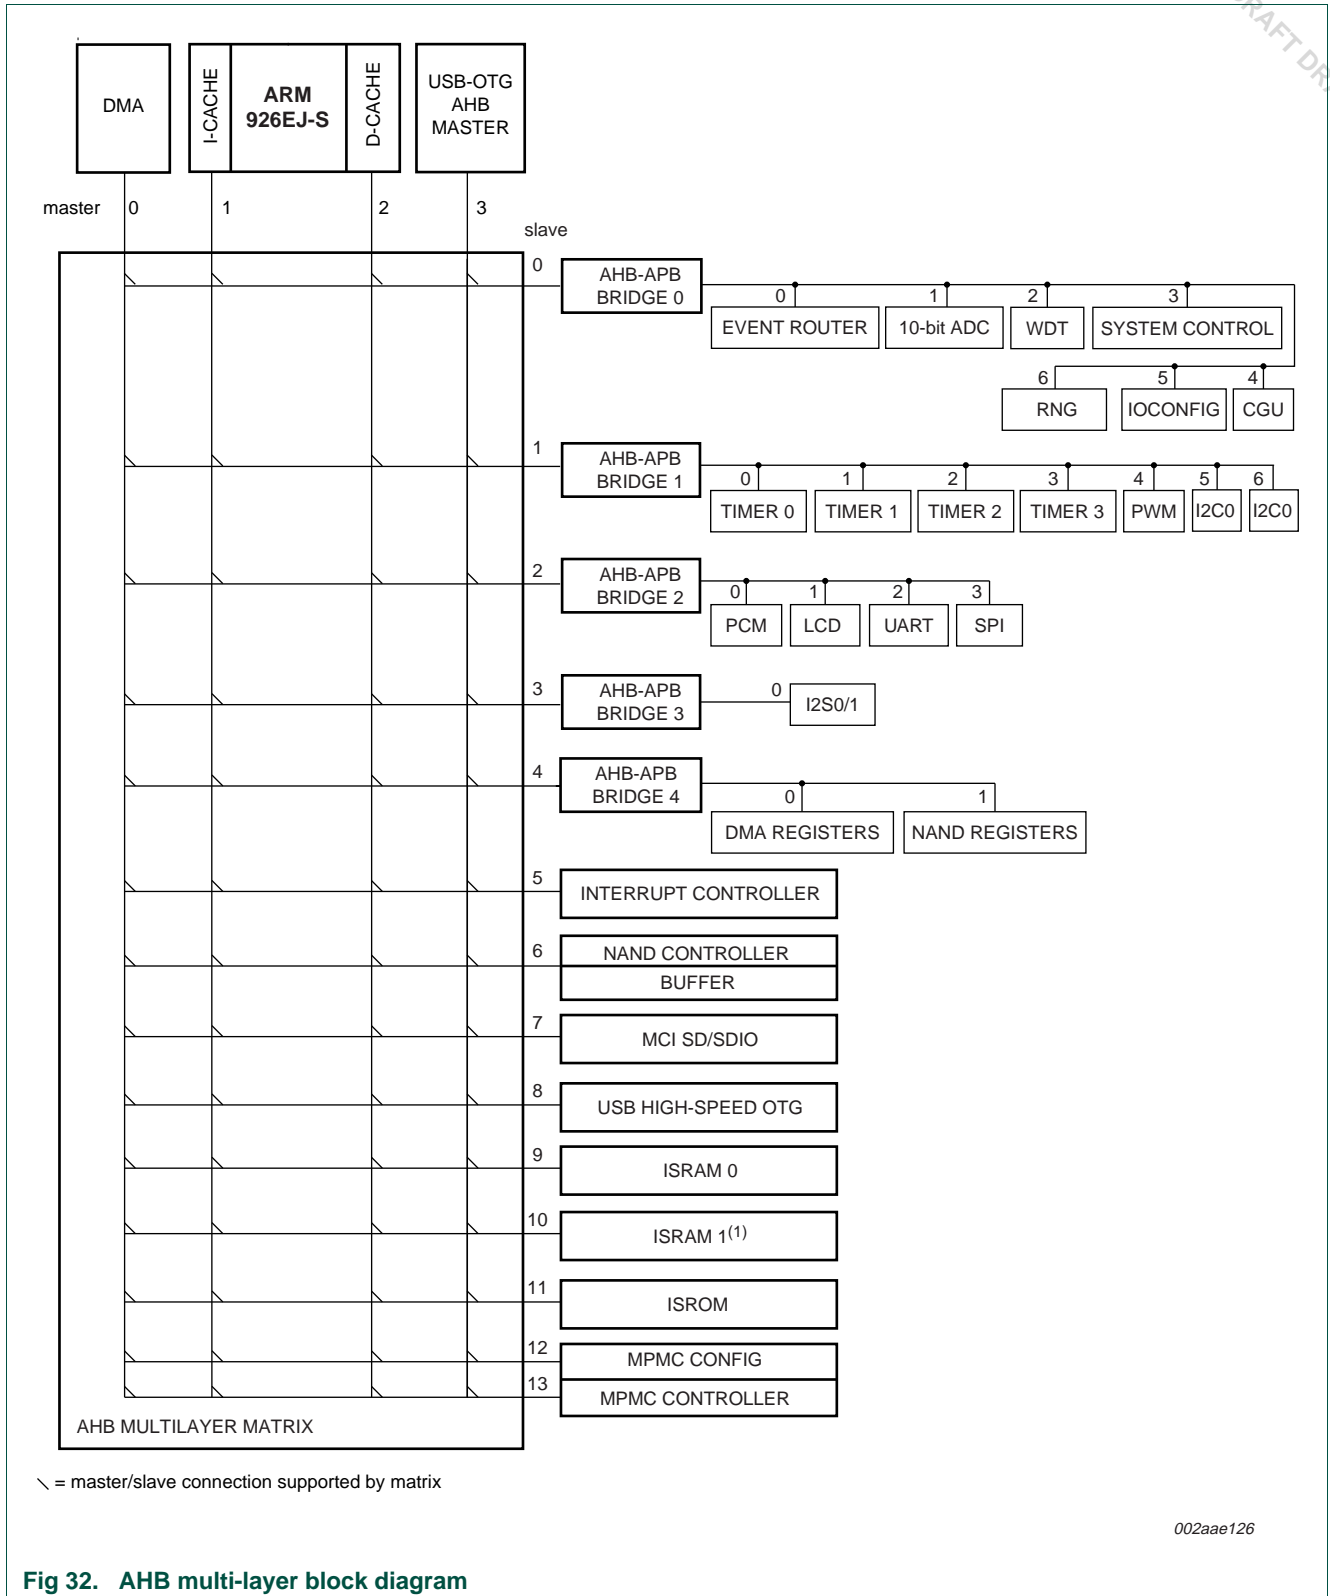 DRAFT DR
DMA
I-CACHE
ARM
926EJ-S
D-CACHE
USB-OTG
AHB
MASTER
master 0 1 2 3
slave
0
AHB-APB
BRIDGE 0
0 1 2 3
EVENT ROUTER 10-bit ADC WDT SYSTEM CONTROL
6 5 4
RNG IOCONFIG CGU
1
AHB-APB
BRIDGE 1
0 1 2 3 4 5 6
TIMER 0 TIMER 1 TIMER 2 TIMER 3 PWM I2C0 I2C0
2
AHB-APB
BRIDGE 2
0 1 2 3
PCM LCD UART SPI
3
AHB-APB
BRIDGE 3
0
I2S0/1
4
AHB-APB
BRIDGE 4
0 1
DMA REGISTERS NAND REGISTERS
5
INTERRUPT CONTROLLER
6
NAND CONTROLLER
BUFFER
7
MCI SD/SDIO
8
USB HIGH-SPEED OTG
9
ISRAM 0
10
ISRAM 1(1)
11
ISROM
12
MPMC CONFIG
13
MPMC CONTROLLER
AHB MULTILAYER MATRIX
= master/slave connection supported by matrix
002aae126
Fig 32. AHB multi-layer block diagram